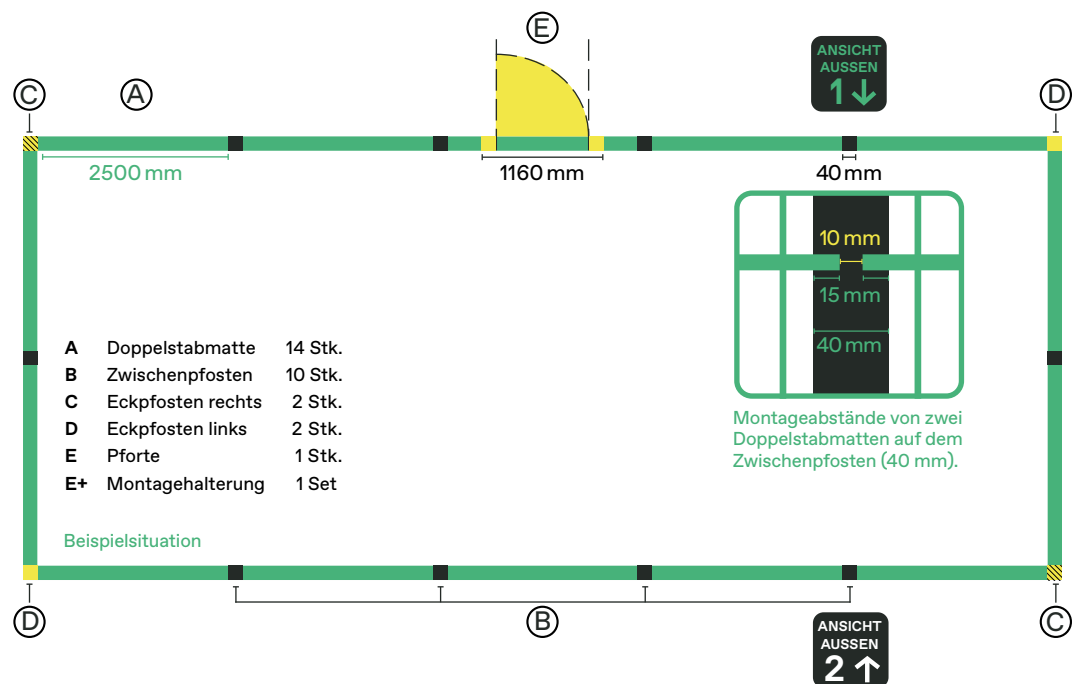 E
ANSICHT
AUSSEN
1↓
C
A
D
2500 mm
1160 mm
40 mm
10 mm
15 mm
40 mm
A Doppelstabmatte 14 Stk.
B Zwischenpfosten 10 Stk.
C Eckpfosten rechts 2 Stk.
D Eckpfosten links 2 Stk.
E Pforte 1 Stk.
E+ Montagehalterung 1 Set
Montageabstände von zwei
Doppelstabmatten auf dem
Zwischenpfosten (40 mm).
Beispielsituation
D
B
C
ANSICHT
AUSSEN
2↑